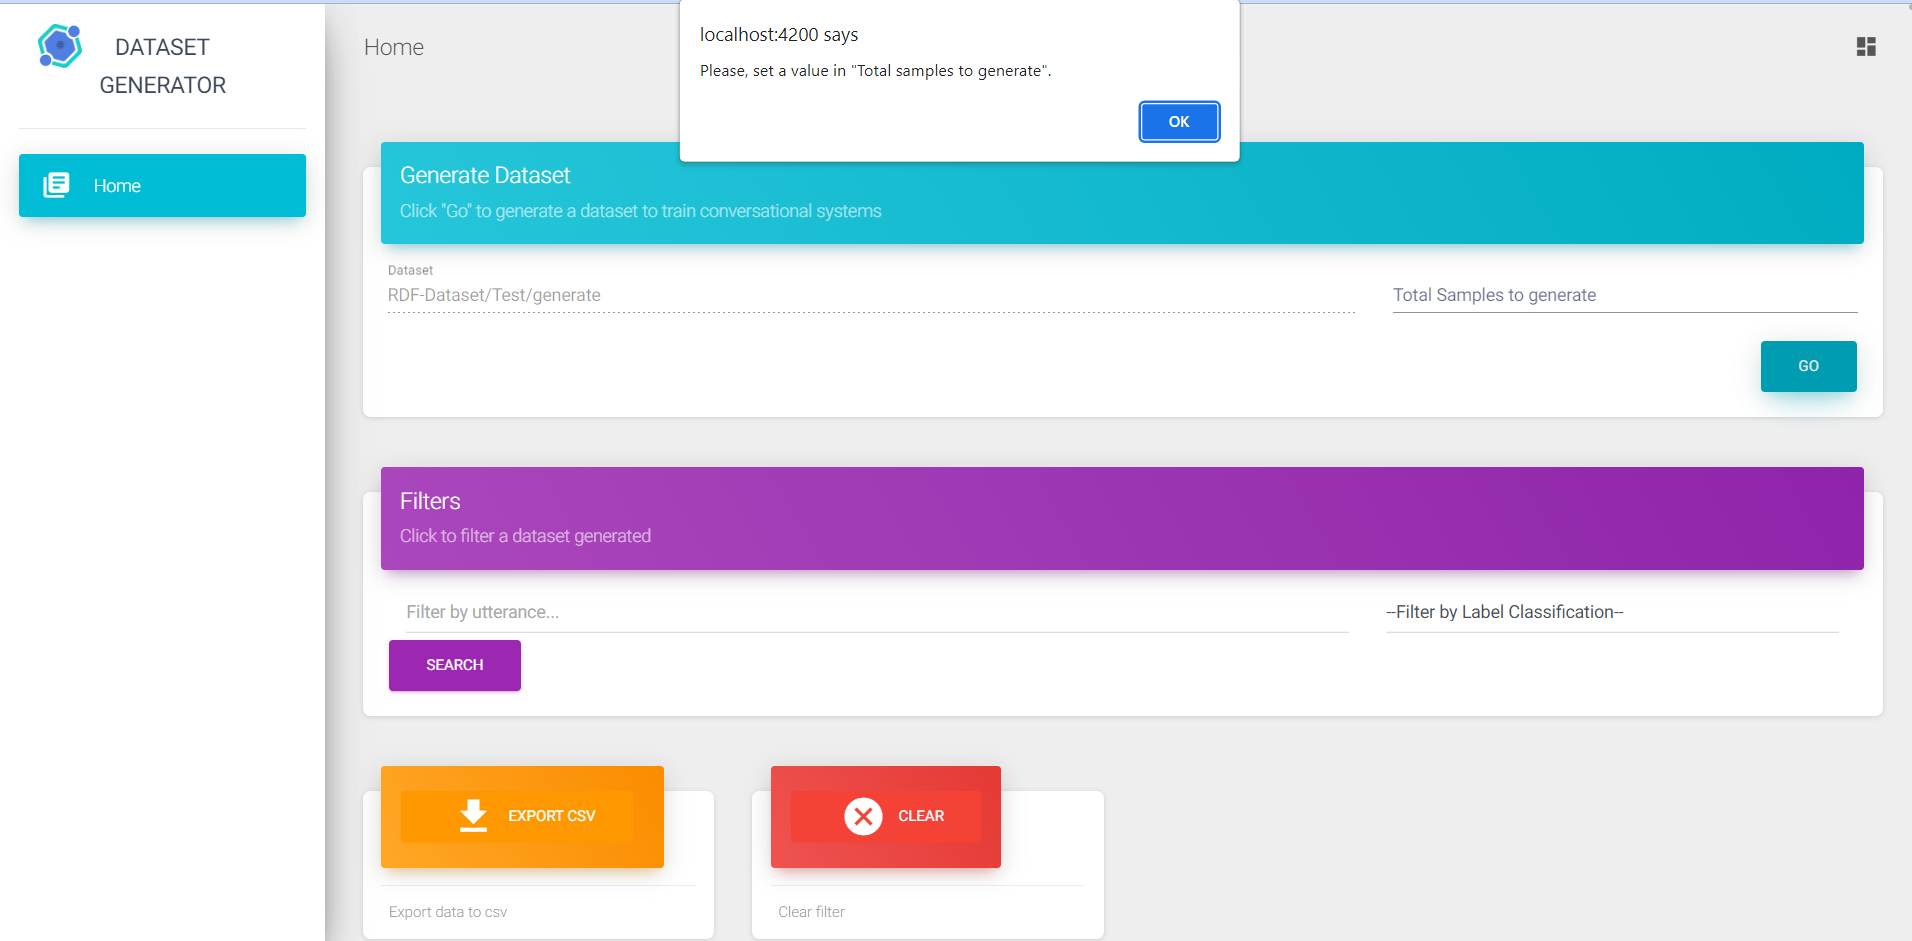 DATASET
GENERATOR
Home
Home
localhost:4200 says
Please, set a value in "Total samples to generate".
OK
Generate Dataset
Click "Go" to generate a dataset to train conversational systems
Dataset
RDF-Dataset/Test/generate
Total Samples to generate
GO
Filters
Click to filter a dataset generated
Filter by utterance...
--Filter by Label Classification--
SEARCH
EXPORT CSV
Export data to csv
CLEAR
Clear filter